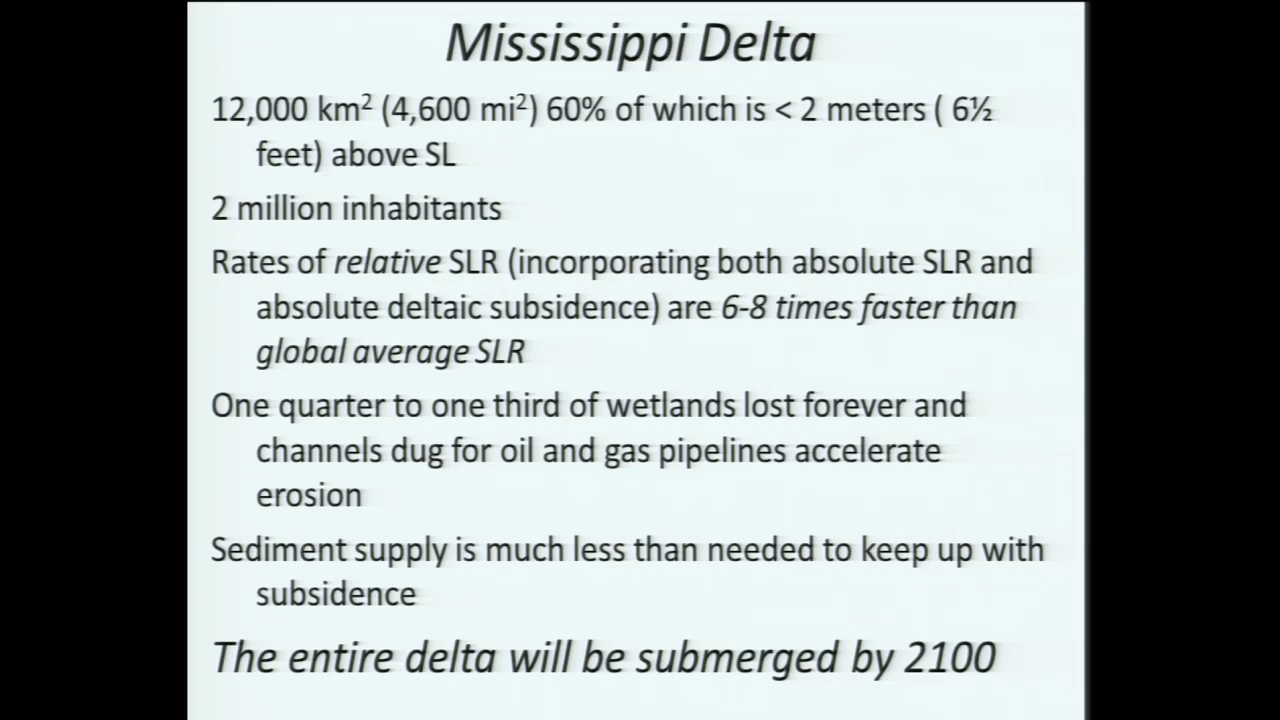 Mississippi Delta
12,000 km² (4,600 mi²) 60% of which is < 2 meters ( 6½
feet) above SL
2 million inhabitants
Rates of relative SLR (incorporating both absolute SLR and
absolute deltaic subsidence) are 6-8 times faster than
global average SLR
One quarter to one third of wetlands lost forever and
channels dug for oil and gas pipelines accelerate
erosion
Sediment supply is much less than needed to keep up with
subsidence
The entire delta will be submerged by 2100